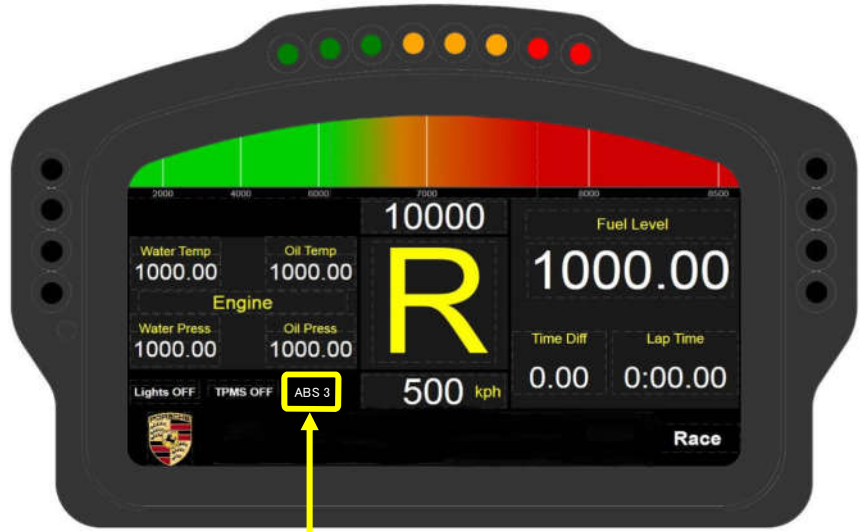 2000 4000 6000 7000 8000 8500
10000
Fuel Level
1000.00
Water Temp Oil Temp
1000.00 1000.00
R
Engine
Water Press Oil Press
1000.00 1000.00
Time Diff Lap Time
0.00 0:00.00
Lights OFF TPMS OFF ABS 3
500 kph
PORSCHE
Race